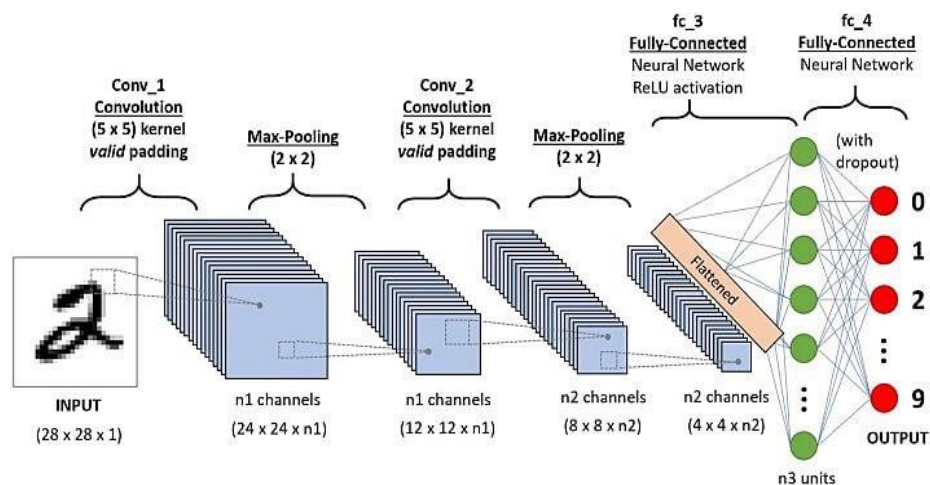 fc_3
Fully-Connected
Neural Network
ReLU activation
fc_4
Fully-Connected
Neural Network
Conv_1
Convolution
(5 x 5) kernel
valid padding
Max-Pooling
(2 x 2)
Conv_2
Convolution
(5 x 5) kernel
valid padding
Max-Pooling
(2 x 2)
(with
dropout)
Flattened
0
1
2
9
INPUT
(28 x 28 x 1)
n1 channels
(24 x 24 x n1)
n1 channels
(12 x 12 x n1)
n2 channels
(8 x 8 x n2)
n2 channels
(4 x 4 x n2)
OUTPUT
n3 units